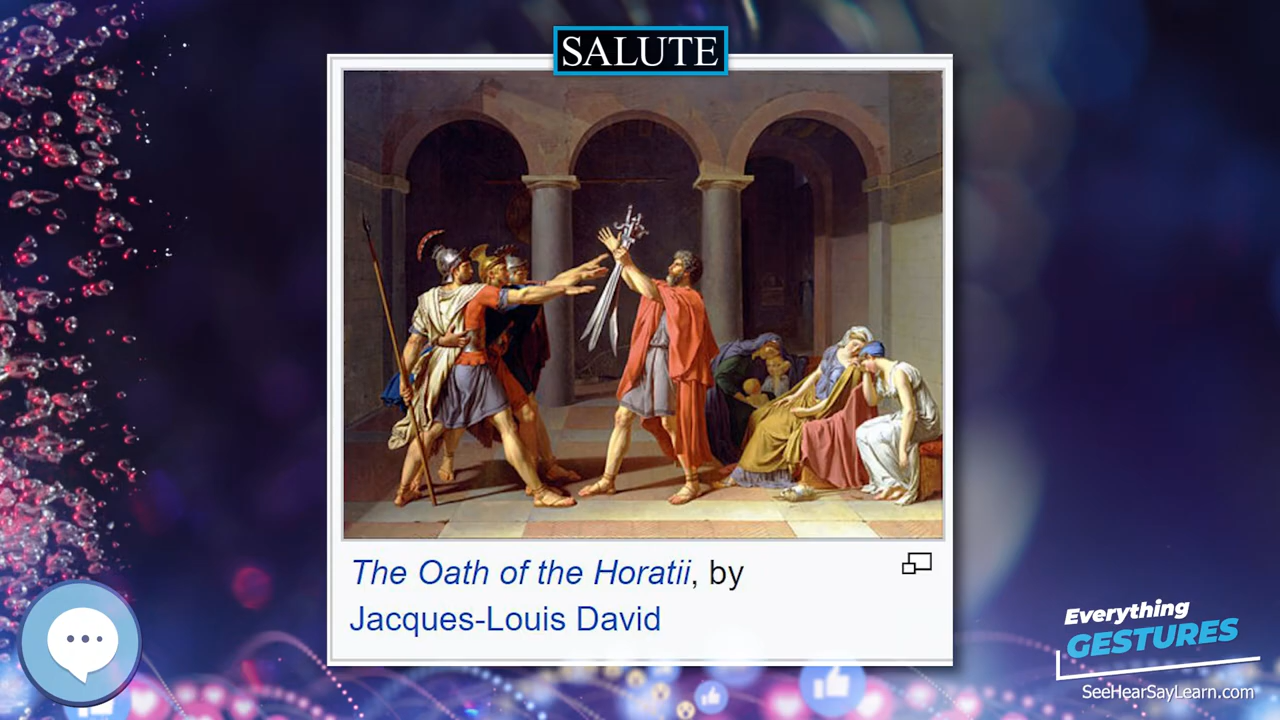 SALUTE
The Oath of the Horatii, by
Jacques-Louis David
Everything
GESTURES
SeeHearSayLearn.com